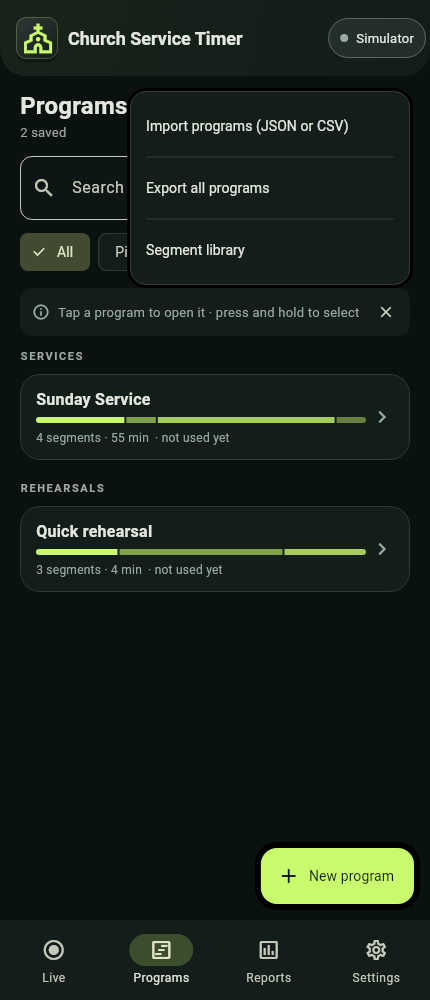 Church Service Timer
Simulator
Programs
2 saved
Import programs (JSON or CSV)
Export all programs
Segment library
Search
All
Tap a program to open it · press and hold to select
SERVICES
Sunday Service
4 segments · 55 min · not used yet
REHEARSALS
Quick rehearsal
3 segments · 4 min · not used yet
New program
Live
Programs
Reports
Settings